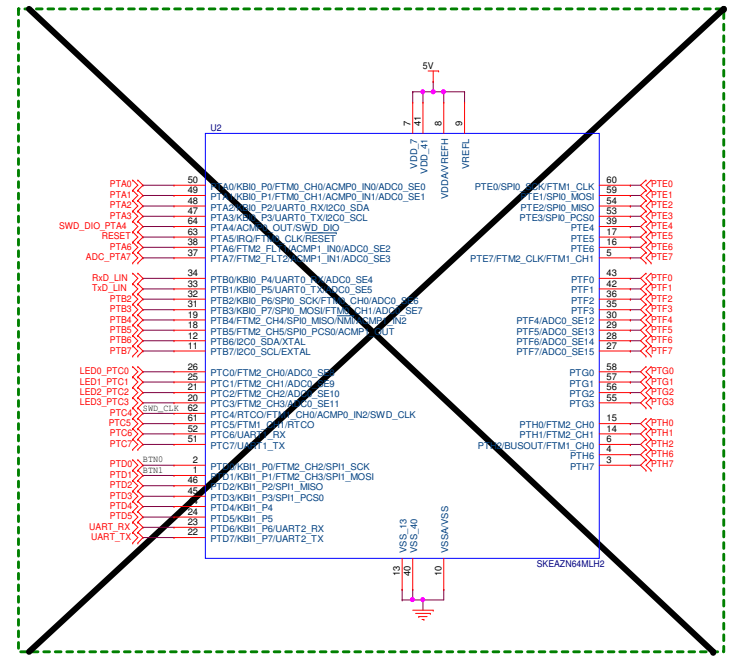 5V
U2
7
41
8
9
VDD_7
VDD_41
VDDA/VREFH
VREFL
PTA0 50 PTA0/KBI0_P0/FTM0_CH0/ACMP0_IN0/ADC0_SE0
PTA1 49 PTA1/KBI0_P1/FTM0_CH1/ACMP0_IN1/ADC0_SE1
PTA2 48 PTA2/KBI0_P2/UART0_RX/I2C0_SDA
PTA3 47 PTA3/KBI0_P3/UART0_TX/I2C0_SCL
SWD_DIO_PTA4 64 PTA4/ACMP0_OUT/SWD_DIO
RESET 63 PTA5/IRQ/FTM0_CLK/RESET
PTA6 38 PTA6/FTM2_FLT1/ACMP1_IN0/ADC0_SE2
ADC_PTA7 37 PTA7/FTM2_FLT2/ACMP1_IN1/ADC0_SE3
RxD_LIN 34 PTB0/KBI0_P4/UART0_RX/ADC0_SE4
TxD_LIN 33 PTB1/KBI0_P5/UART0_TX/ADC0_SE5
PTB2 32 PTB2/KBI0_P6/SPI0_SCK/FTM0_CH0/ADC0_SE6
PTB3 31 PTB3/KBI0_P7/SPI0_MOSI/FTM0_CH1/ADC0_SE7
PTB4 19 PTB4/FTM2_CH4/SPI0_MISO/NMI/ACMP1_IN2
PTB5 18 PTB5/FTM2_CH5/SPI0_PCS0/ACMP1_OUT
PTB6 12 PTB6/I2C0_SDA/XTAL
PTB7 11 PTB7/I2C0_SCL/EXTAL
LED0_PTC0 26 PTC0/FTM2_CH0/ADC0_SE8
LED1_PTC1 25 PTC1/FTM2_CH1/ADC0_SE9
LED2_PTC2 21 PTC2/FTM2_CH2/ADC0_SE10
LED3_PTC3 20 PTC3/FTM2_CH3/ADC0_SE11
PTC4 SWD_CLK 62 PTC4/RTCO/FTM1_CH0/ACMP0_IN2/SWD_CLK
PTC5 61 PTC5/FTM1_CH1/RTCO
PTC6 52 PTC6/UART1_RX
PTC7 51 PTC7/UART1_TX
PTD0 BTN0 2 PTD0/KBI1_P0/FTM2_CH2/SPI1_SCK
PTD1 BTN1 1 PTD1/KBI1_P1/FTM2_CH3/SPI1_MOSI
PTD2 46 PTD2/KBI1_P2/SPI1_MISO
PTD3 45 PTD3/KBI1_P3/SPI1_PCS0
PTD4 PTD4/KBI1_P4
PTD5 24 PTD5/KBI1_P5
UART_RX 23 PTD6/KBI1_P6/UART2_RX
UART_TX 22 PTD7/KBI1_P7/UART2_TX
PTE0/SPI0_SCK/FTM1_CLK 60 PTE0
PTE1/SPI0_MOSI 59 PTE1
PTE2/SPI0_MISO 54 PTE2
PTE3/SPI0_PCS0 53 PTE3
PTE4 39 PTE4
PTE5 17 PTE5
PTE6 16 PTE6
PTE7/FTM2_CLK/FTM1_CH1 5 PTE7
PTF0 43 PTF0
PTF1 42 PTF1
PTF2 36 PTF2
PTF3 35 PTF3
PTF4/ADC0_SE12 30 PTF4
PTF5/ADC0_SE13 29 PTF5
PTF6/ADC0_SE14 28 PTF6
PTF7/ADC0_SE15 27 PTF7
PTG0 58 PTG0
PTG1 57 PTG1
PTG2 56 PTG2
PTG3 55 PTG3
PTH0/FTM2_CH0 15 PTH0
PTH1/FTM2_CH1 14 PTH1
PTH2/BUSOUT/FTM1_CH0 6 PTH2
PTH6 4 PTH6
PTH7 3 PTH7
VSS_13
VSS_40
VSSA/VSS
13
40
10
SKEAZN64MLH2